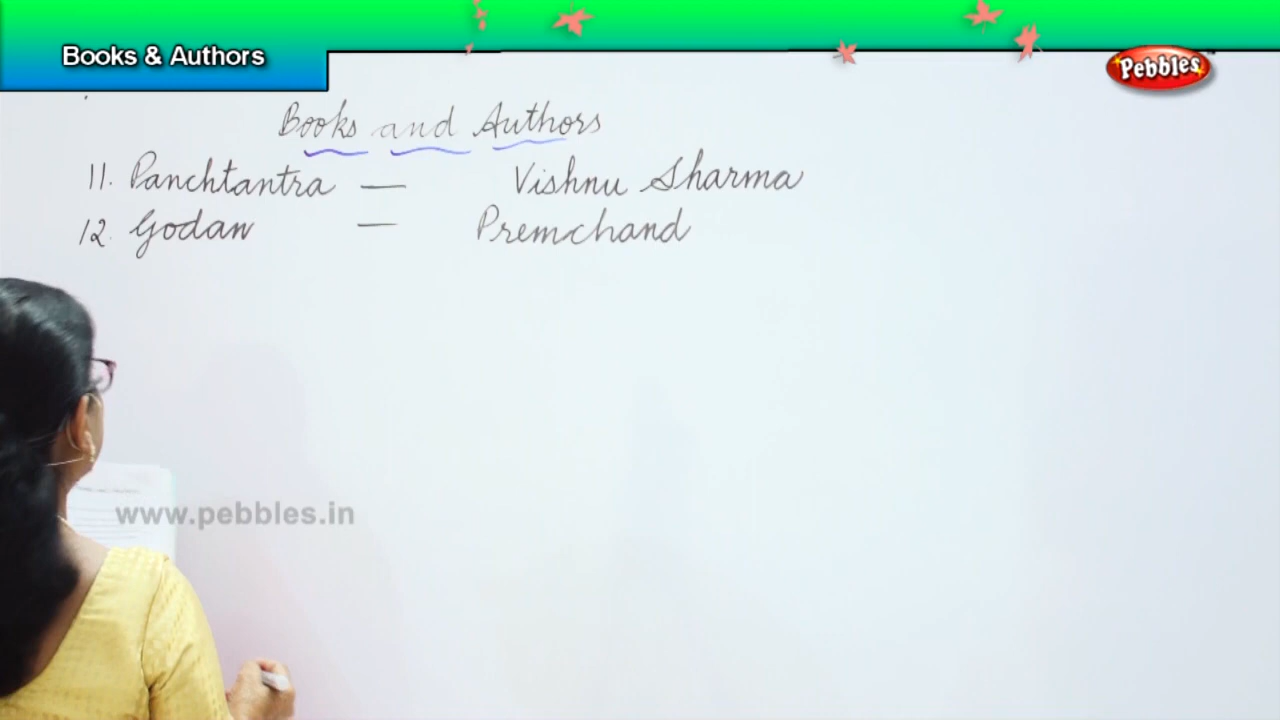 Books & Authors
Pebbles
Books and Authors
11. Panchtantra — Vishnu Sharma
12. Godan — Premchand
www.pebbles.in